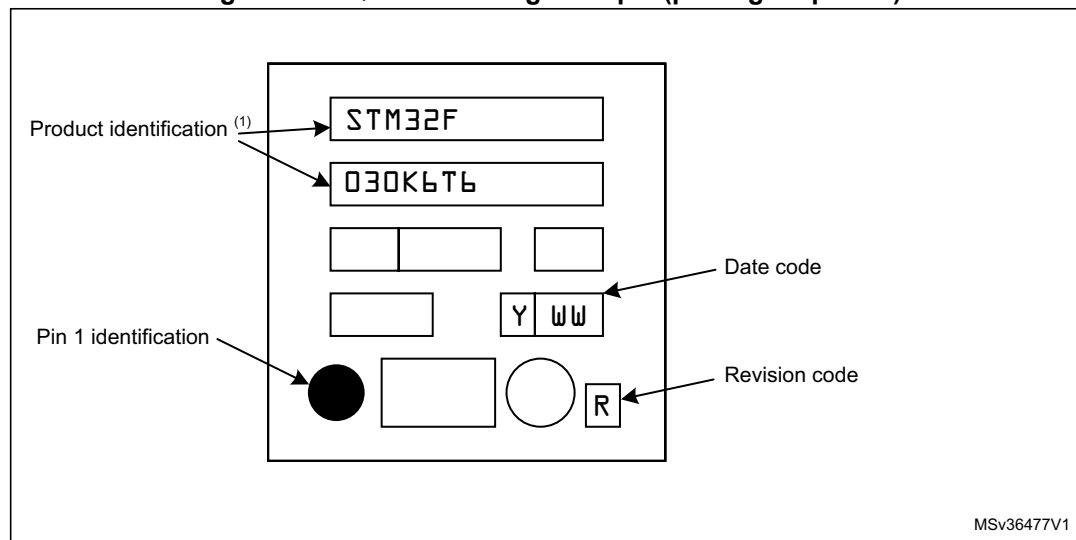 Product identification (1)
STM32F
030K6T6
Date code
Y WW
Pin 1 identification
Revision code
R
MSv36477V1